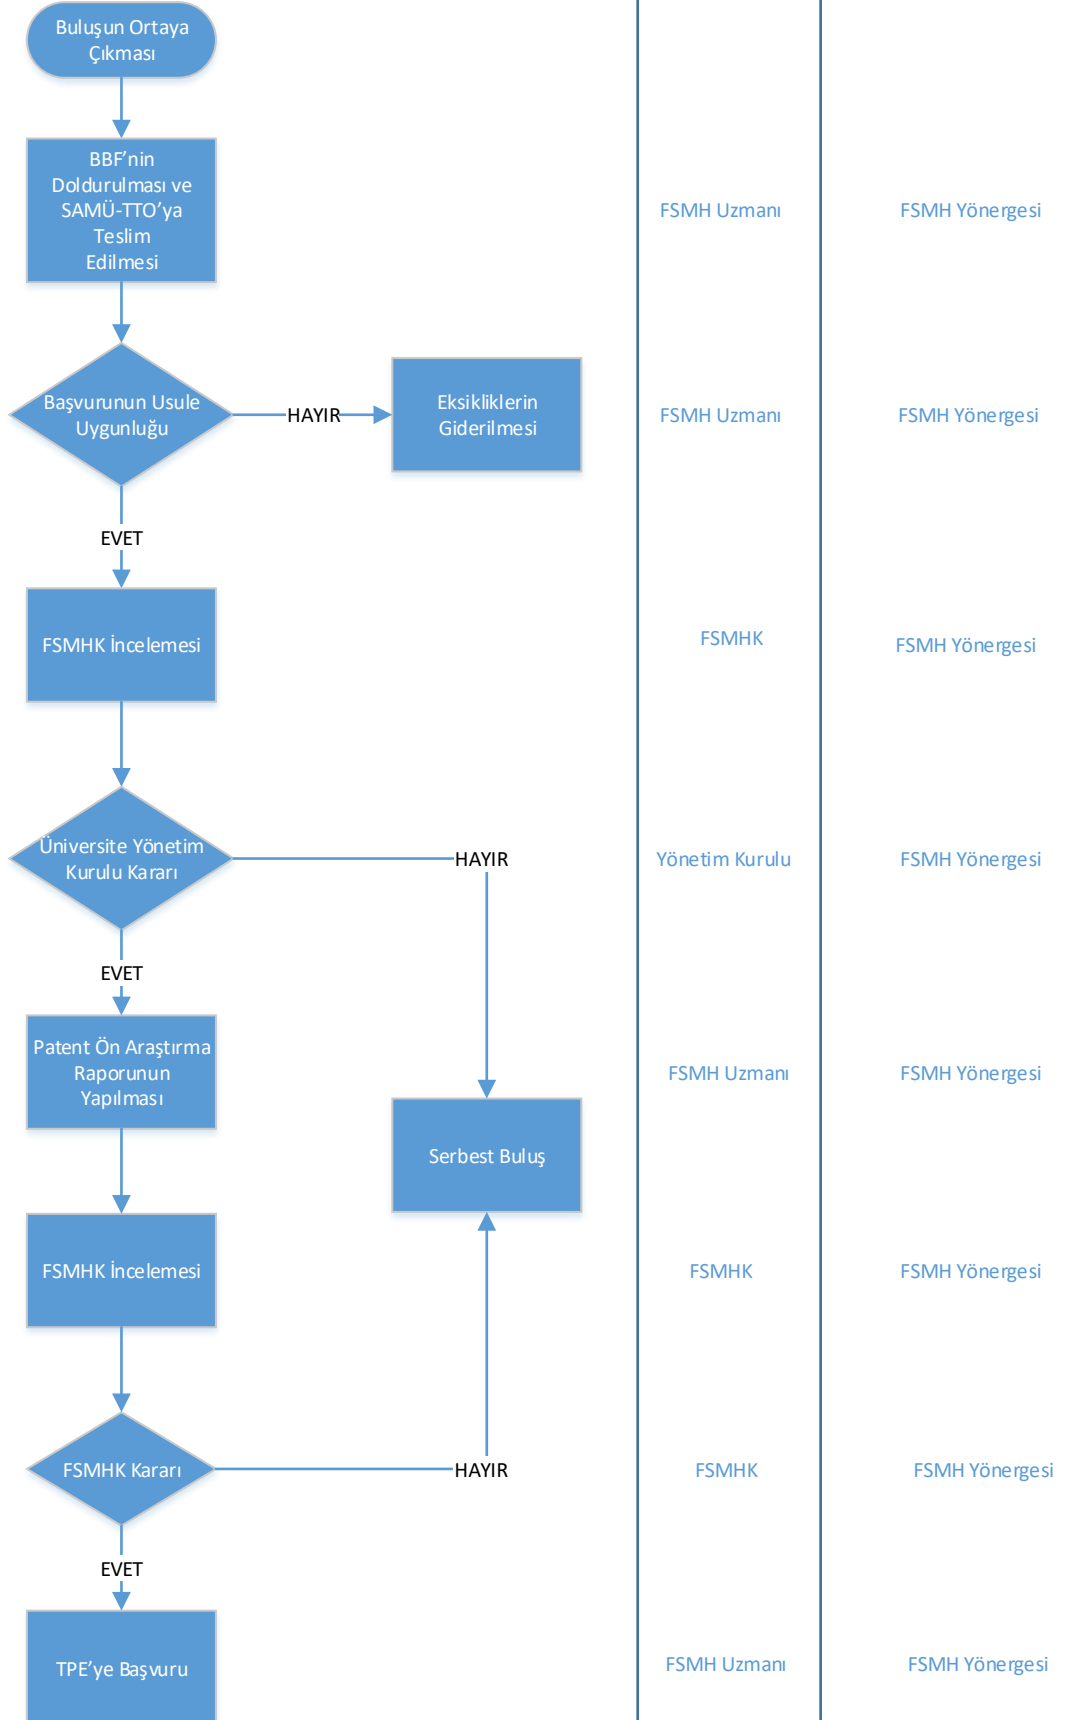 Buluşun Ortaya
Çıkması
BBF’nin
Doldurulması ve
SAMÜ-TTO’ya
Teslim
Edilmesi
FSMH Uzmanı
FSMH Yönergesi
Başvurunun Usule
Uygunluğu
HAYIR
Eksikliklerin
Giderilmesi
FSMH Uzmanı
FSMH Yönergesi
EVET
FSMHK İncelemesi
FSMHK
FSMH Yönergesi
Üniversite Yönetim
Kurulu Kararı
HAYIR
Yönetim Kurulu
FSMH Yönergesi
EVET
Patent Ön Araştırma
Raporunun
Yapılması
FSMH Uzmanı
FSMH Yönergesi
Serbest Buluş
FSMHK İncelemesi
FSMHK
FSMH Yönergesi
FSMHK Kararı
HAYIR
FSMHK
FSMH Yönergesi
EVET
TPE’ye Başvuru
FSMH Uzmanı
FSMH Yönergesi